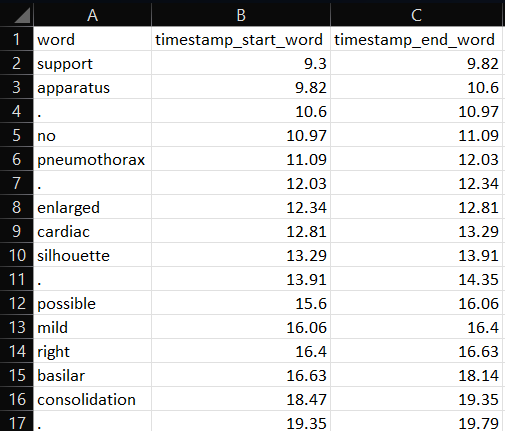 A B C
1 word timestamp_start_word timestamp_end_word
2 support 9.3 9.82
3 apparatus 9.82 10.6
4 . 10.6 10.97
5 no 10.97 11.09
6 pneumothorax 11.09 12.03
7 . 12.03 12.34
8 enlarged 12.34 12.81
9 cardiac 12.81 13.29
10 silhouette 13.29 13.91
11 . 13.91 14.35
12 possible 15.6 16.06
13 mild 16.06 16.4
14 right 16.4 16.63
15 basilar 16.63 18.14
16 consolidation 18.47 19.35
17 . 19.35 19.79